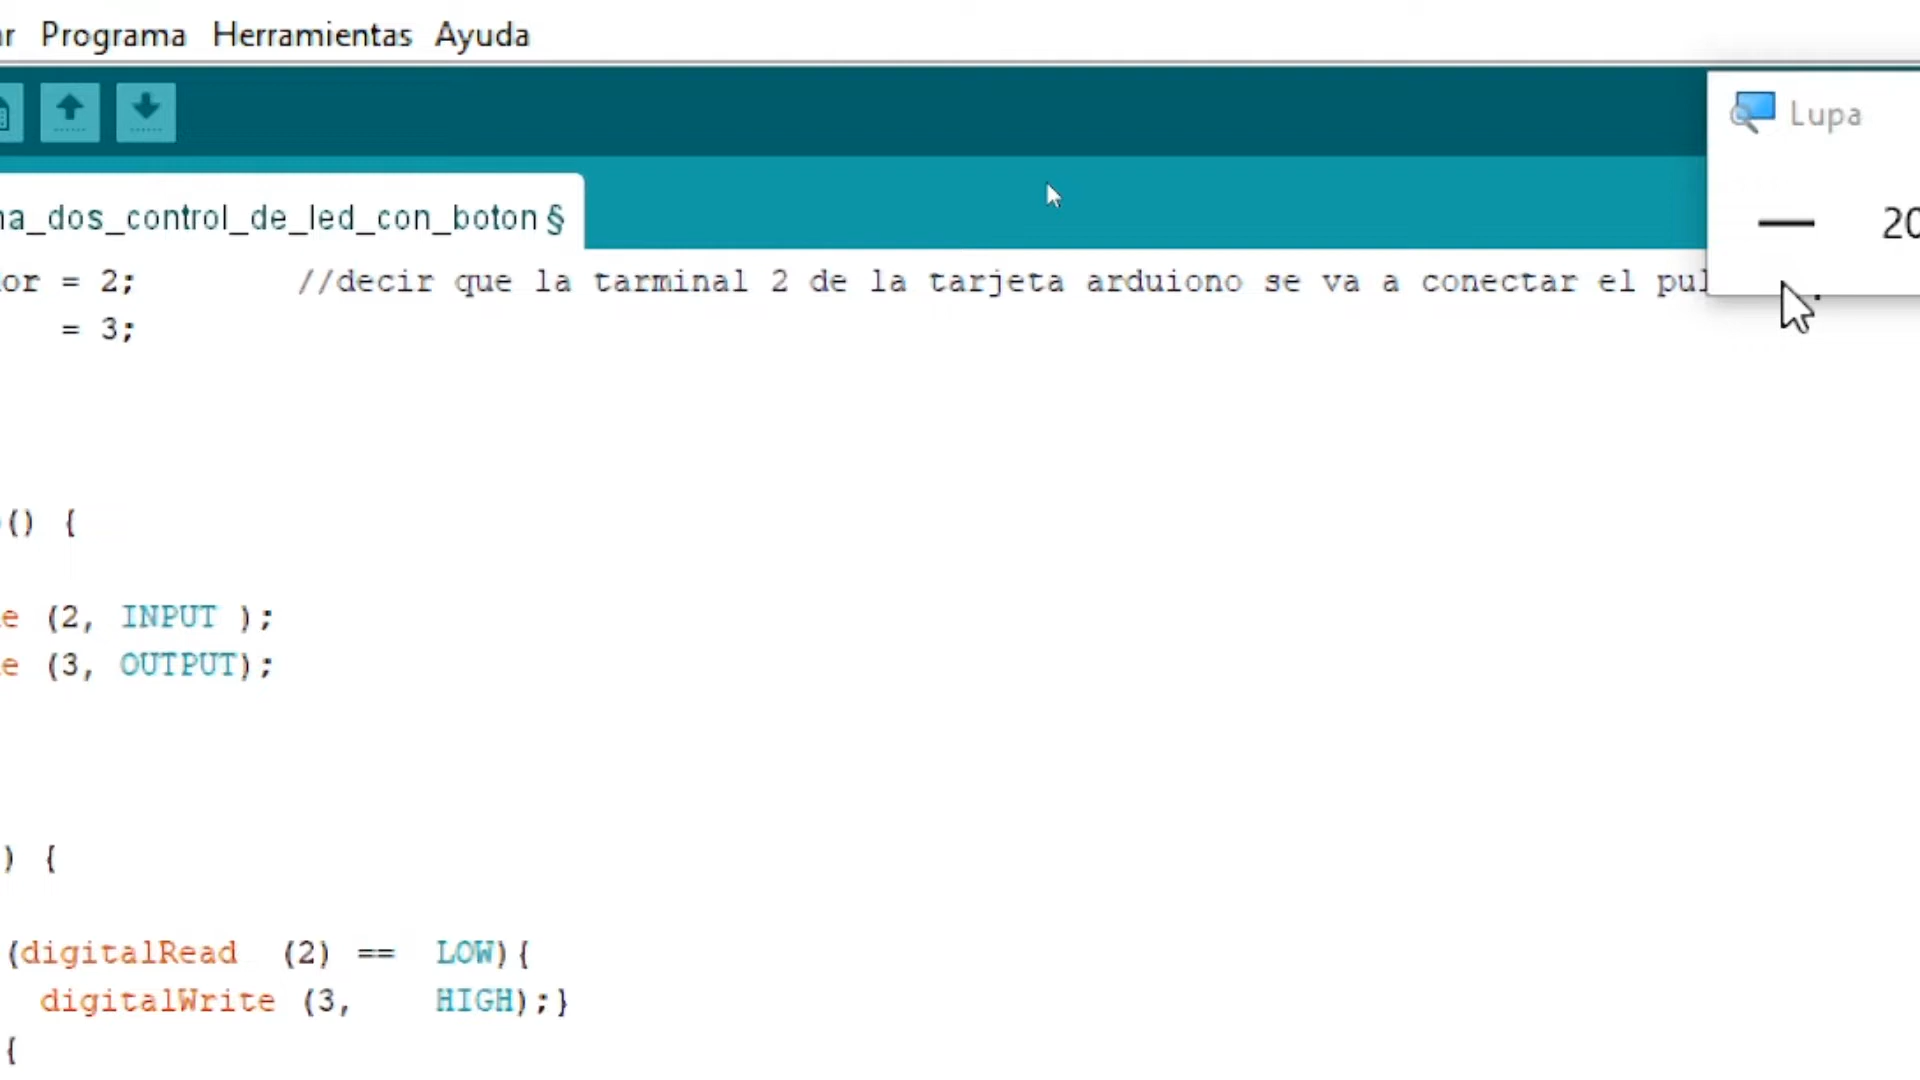 Programa Herramientas Ayuda
Lupa
20
na_dos_control_de_led_con_boton §
or = 2; //decir que la tarminal 2 de la tarjeta arduiono se va a conectar el pul
= 3;
() {
e (2, INPUT );
e (3, OUTPUT);
) {
(digitalRead (2) == LOW){
digitalWrite (3, HIGH);}
{